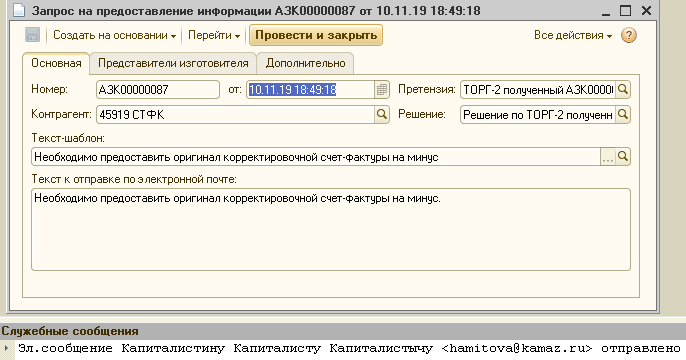 Запрос на предоставление информации АЗК00000087 от 10.11.19 18:49:18
Создать на основании Перейти Провести и закрыть Все действия ?
Основная Представители изготовителя Дополнительно
Номер: АЗК00000087 от: 10.11.19 18:49:18 Претензия: ТОРГ-2 полученный АЗК0000
Контрагент: 45919 СТФК Решение: Решение по ТОРГ-2 полученн
Текст-шаблон:
Необходимо предоставить оригинал корректировочной счет-фактуры на минус ...
Текст к отправке по электронной почте:
Необходимо предоставить оригинал корректировочной счет-фактуры на минус.
Служебные сообщения
Эл.сообщение Капиталистину Капиталисту Капиталистычу <hamitova@kamaz.ru> отправлено